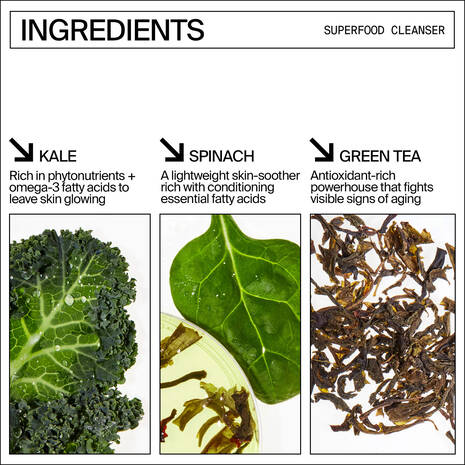 INGREDIENTS
SUPERFOOD CLEANSER
KALE
Rich in phytonutrients +
omega-3 fatty acids to
leave skin glowing
SPINACH
A lightweight skin-soother
rich with conditioning
essential fatty acids
GREEN TEA
Antioxidant-rich
powerhouse that fights
visible signs of aging